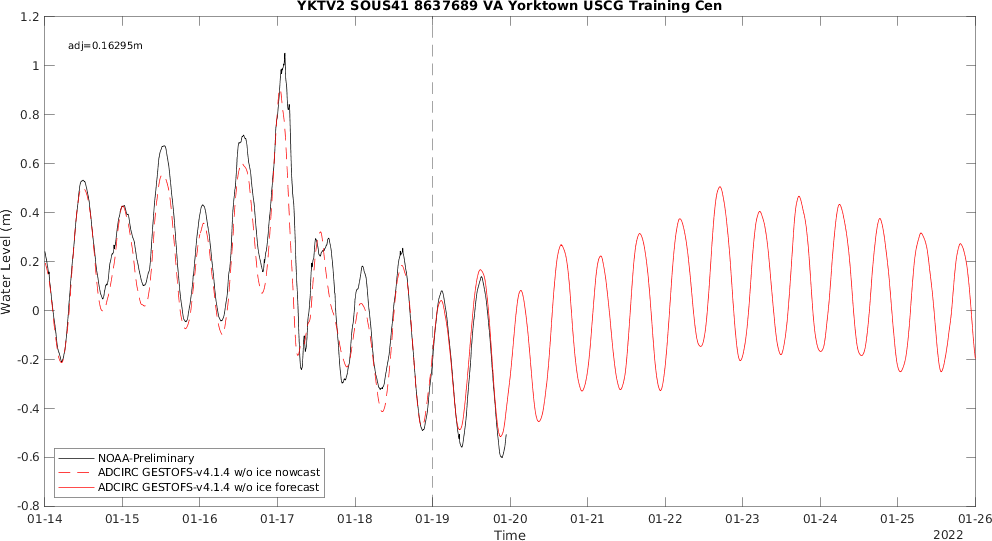 YKTV2 SOUS41 8637689 VA Yorktown USCG Training Cen
adj=0.16295m
Water Level (m)
1.2
1
0.8
0.6
0.4
0.2
0
-0.2
-0.4
-0.6
-0.8
NOAA-Preliminary
ADCIRC GESTOFS-v4.1.4 w/o ice nowcast
ADCIRC GESTOFS-v4.1.4 w/o ice forecast
01-14 01-15 01-16 01-17 01-18 01-19 01-20 01-21 01-22 01-23 01-24 01-25 01-26
Time
2022